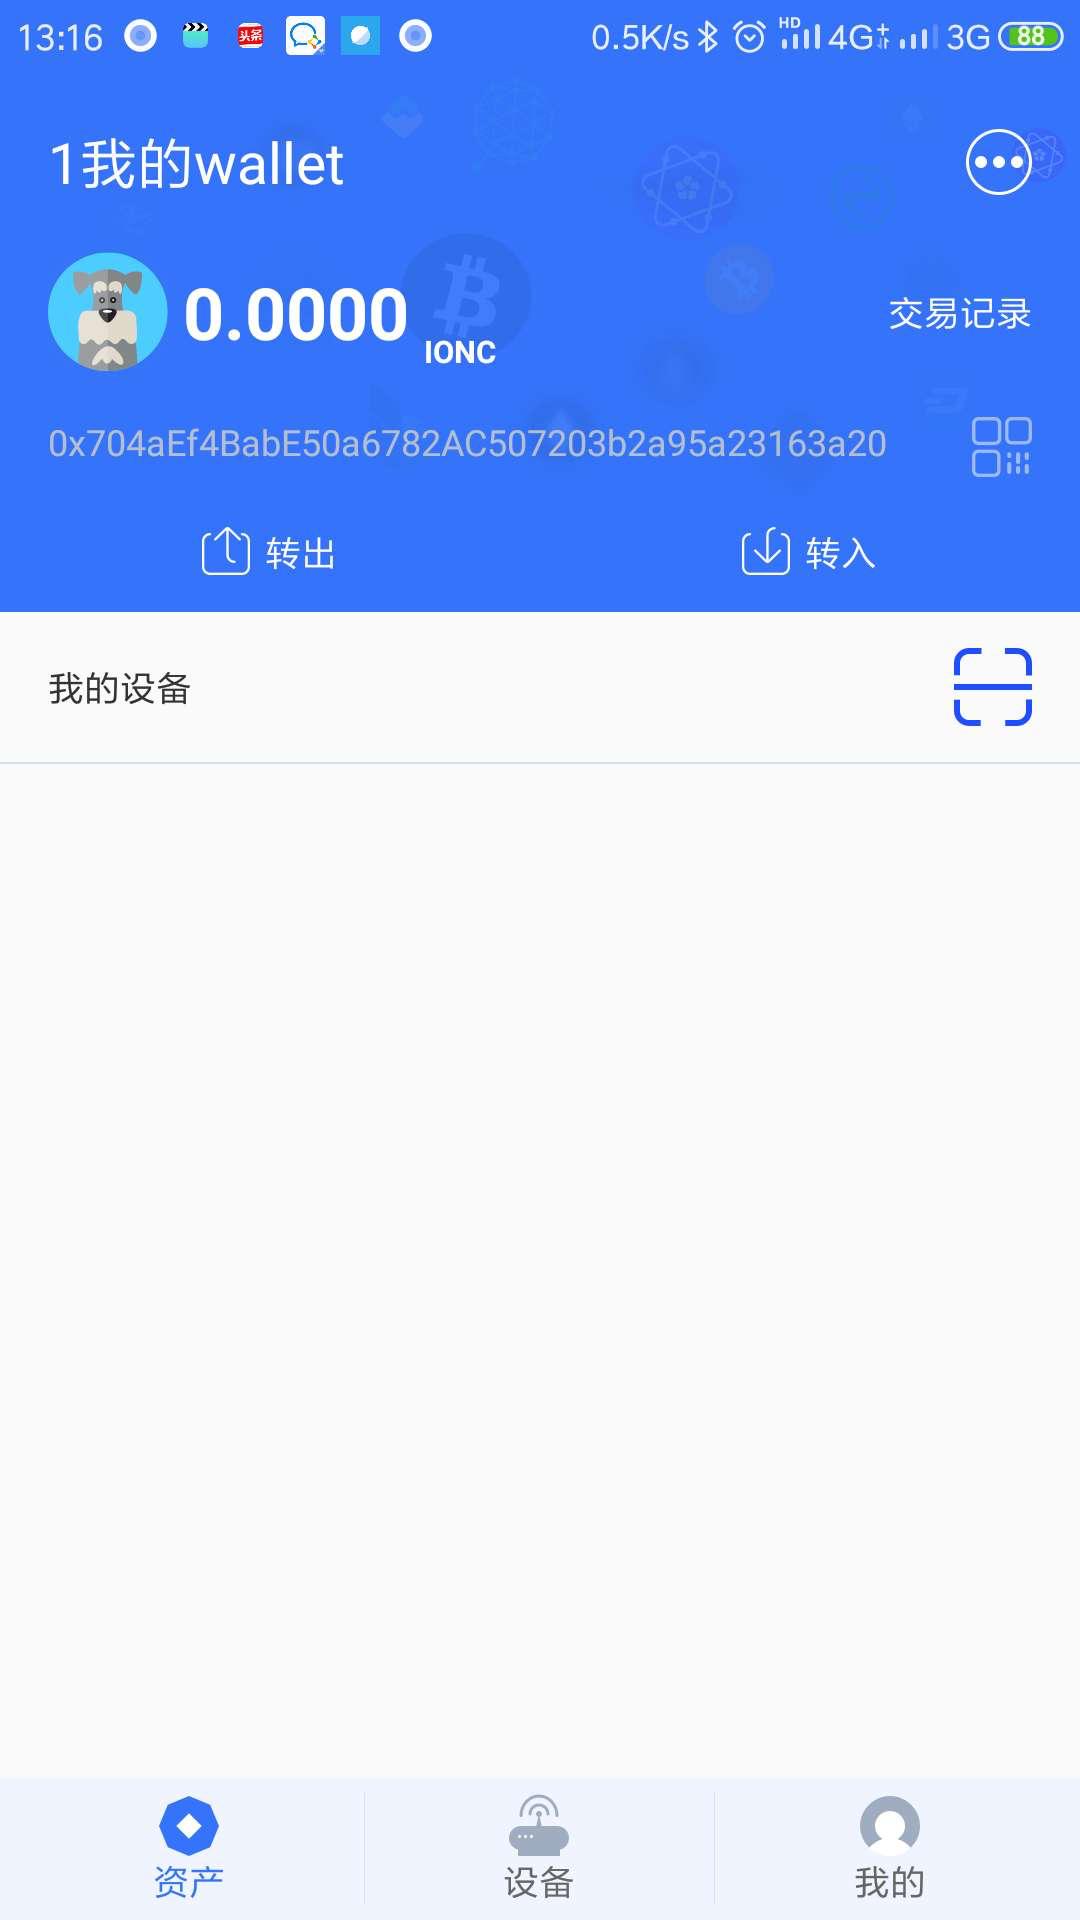 13:16 头条 0.5K/s HD 4G 3G 88
1我的wallet
0.0000 IONC 交易记录
0x704aEf4BabE50a6782AC507203b2a95a23163a20
转出 转入
我的设备
资产 设备 我的